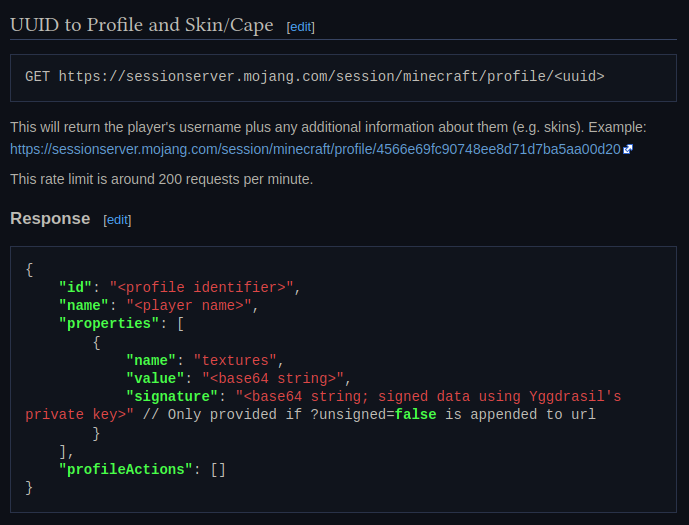 UUID to Profile and Skin/Cape [edit]
GET https://sessionserver.mojang.com/session/minecraft/profile/<uuid>
This will return the player's username plus any additional information about them (e.g. skins). Example:
https://sessionserver.mojang.com/session/minecraft/profile/4566e69fc90748ee8d71d7ba5aa00d20
This rate limit is around 200 requests per minute.
Response [edit]
{
    "id": "<profile identifier>",
    "name": "<player name>",
    "properties": [
        {
            "name": "textures",
            "value": "<base64 string>",
            "signature": "<base64 string; signed data using Yggdrasil's
private key>" // Only provided if ?unsigned=false is appended to url
        }
    ],
    "profileActions": []
}